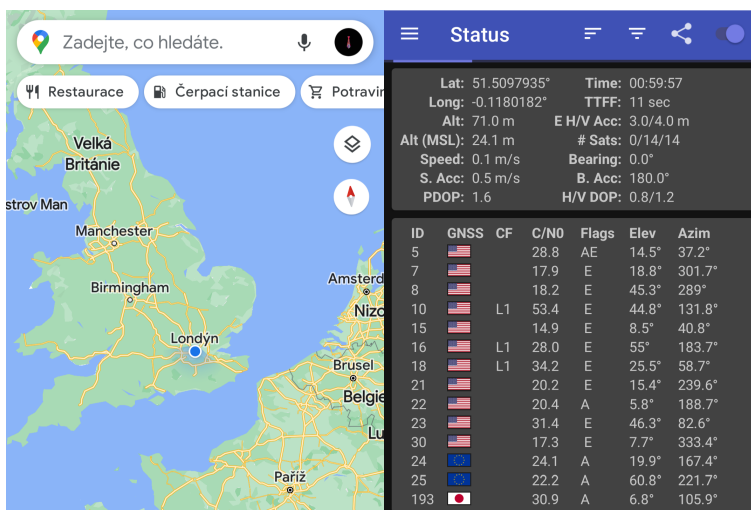 Zadejte, co hledáte.
Restaurace
Čerpací stanice
Potravir
Velká
Británie
strov Man
Manchester
Birmingham
Amsterd
Nizo
Londýn
Brusel
Belgie
Lu
Paříž
Status
Lat: 51.5097935° Time: 00:59:57
Long: -0.1180182° TTFF: 11 sec
Alt: 71.0 m E H/V Acc: 3.0/4.0 m
Alt (MSL): 24.1 m # Sats: 0/14/14
Speed: 0.1 m/s Bearing: 0.0°
S. Acc: 0.5 m/s B. Acc: 180.0°
PDOP: 1.6 H/V DOP: 0.8/1.2
ID GNSS CF C/N0 Flags Elev Azim
5 28.8 AE 14.5° 37.2°
7 17.9 E 18.8° 301.7°
8 18.2 E 45.3° 289°
10 L1 53.4 E 44.8° 131.8°
15 14.9 E 8.5° 40.8°
16 L1 28.0 E 55° 183.7°
18 L1 34.2 E 25.5° 58.7°
21 20.2 E 15.4° 239.6°
22 20.4 A 5.8° 188.7°
23 31.4 E 46.3° 82.6°
30 17.3 E 7.7° 333.4°
24 24.1 A 19.9° 167.4°
25 22.2 A 60.8° 221.7°
193 30.9 A 6.8° 105.9°